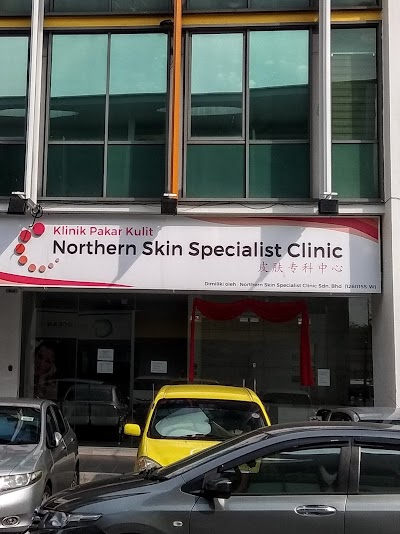 Klinik Pakar Kulit
Northern Skin Specialist Clinic
皮肤专科中心
Dimiliki oleh : Northern Skin Specialist Clinic Sdn. Bhd. (1260155 W)